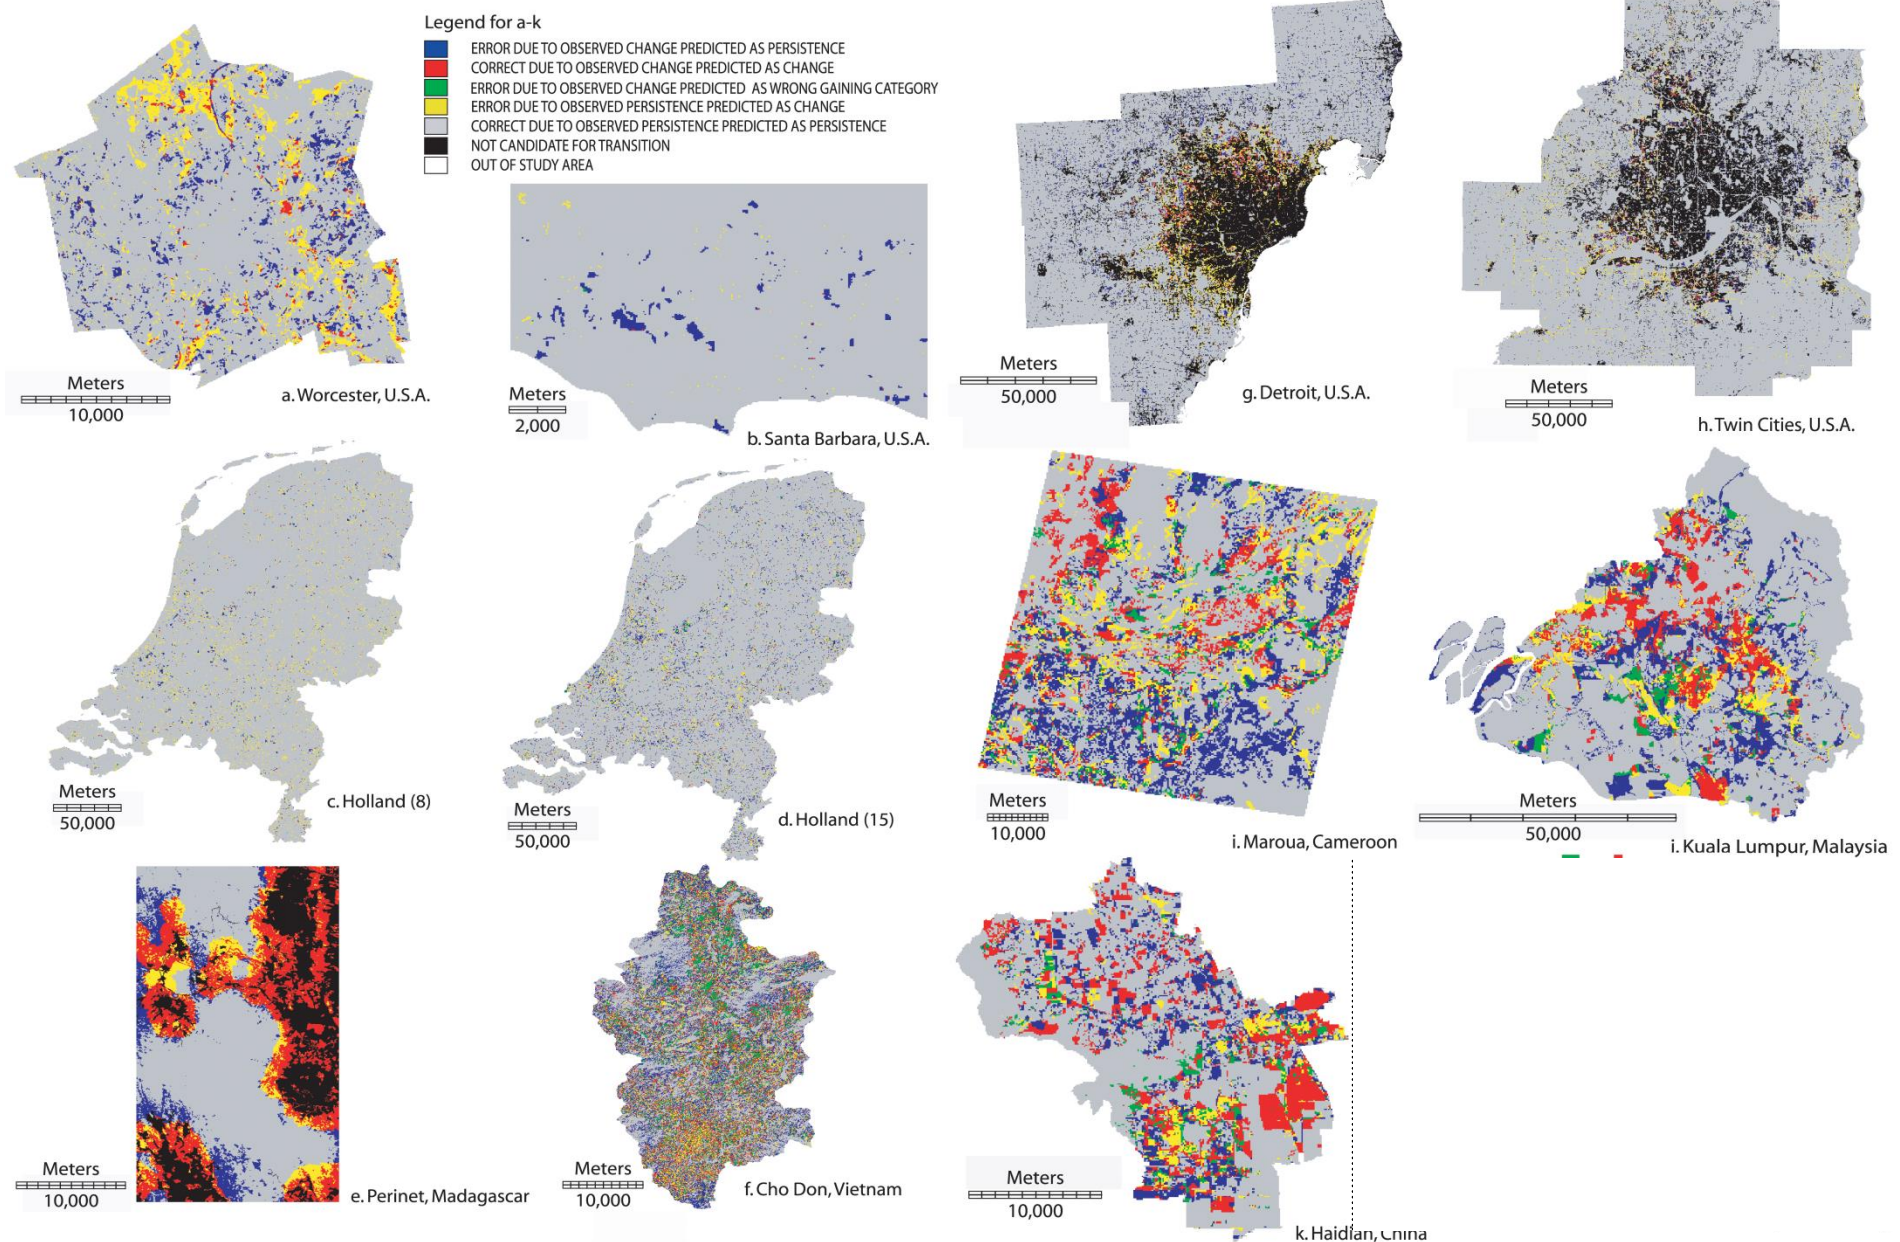 Legend for a-k
ERROR DUE TO OBSERVED CHANGE PREDICTED AS PERSISTENCE
CORRECT DUE TO OBSERVED CHANGE PREDICTED AS CHANGE
ERROR DUE TO OBSERVED CHANGE PREDICTED AS WRONG GAINING CATEGORY
ERROR DUE TO OBSERVED PERSISTENCE PREDICTED AS CHANGE
CORRECT DUE TO OBSERVED PERSISTENCE PREDICTED AS PERSISTENCE
NOT CANDIDATE FOR TRANSITION
OUT OF STUDY AREA
Meters
10,000
a. Worcester, U.S.A.
Meters
2,000
b. Santa Barbara, U.S.A.
Meters
50,000
g. Detroit, U.S.A.
Meters
50,000
h. Twin Cities, U.S.A.
Meters
50,000
c. Holland (8)
Meters
50,000
d. Holland (15)
Meters
10,000
i. Maroua, Cameroon
Meters
50,000
i. Kuala Lumpur, Malaysia
Meters
10,000
e. Perinet, Madagascar
Meters
10,000
f. Cho Don, Vietnam
Meters
10,000
k. Haidian, China